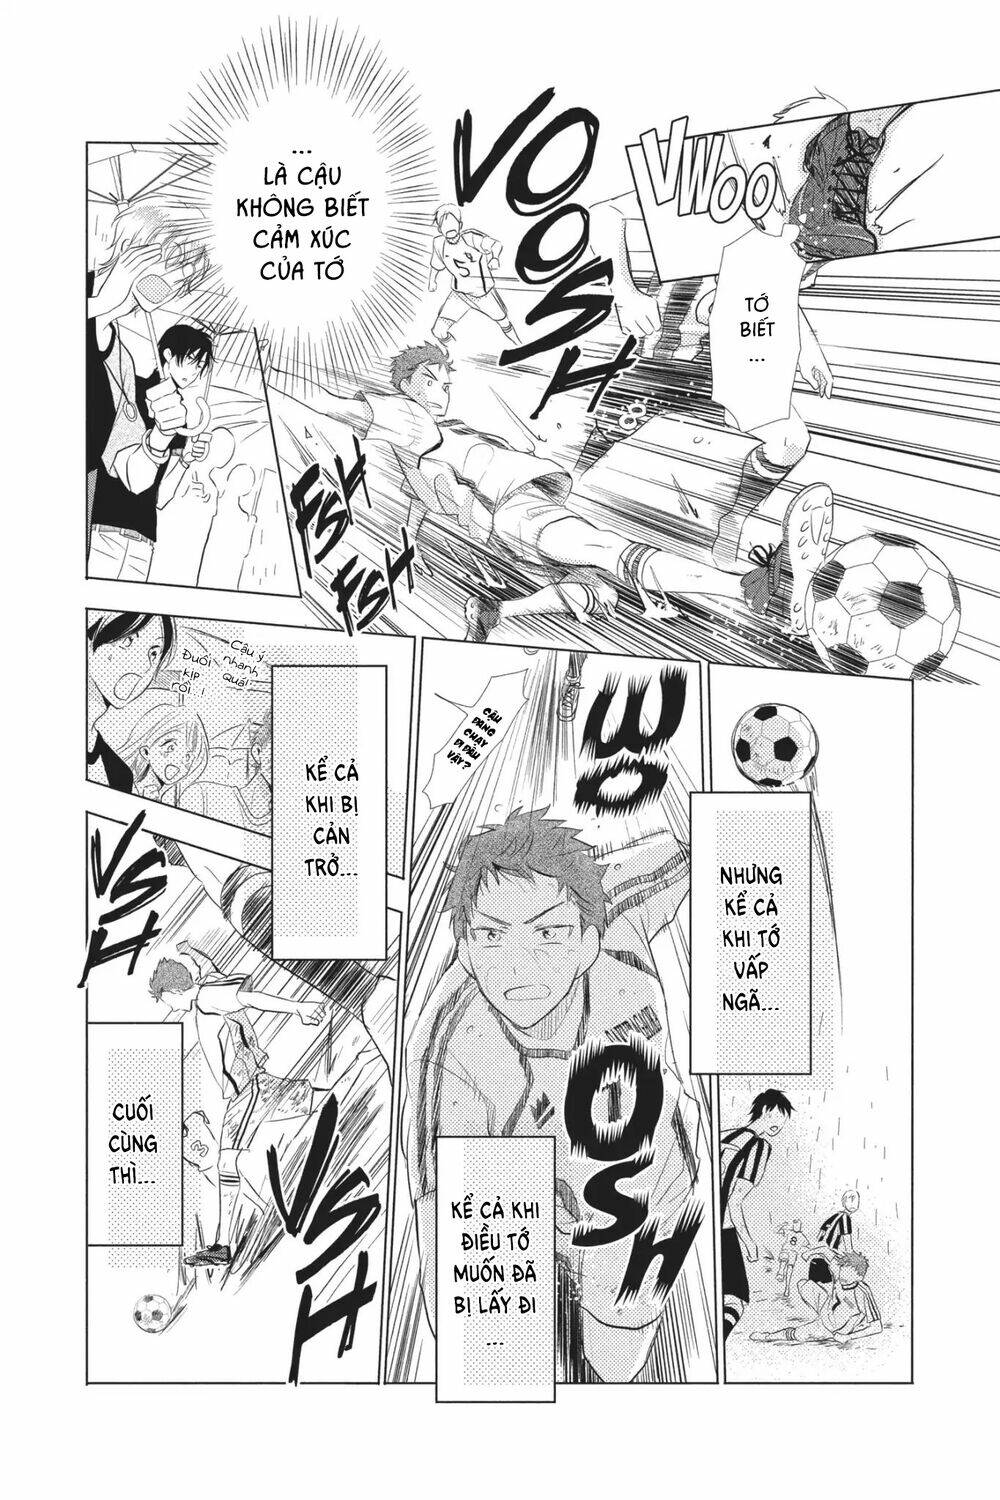 VWOO
TỚ
BIẾT
...
VOOOSH
...
LÀ CẬU
KHÔNG BIẾT
CẢM XÚC
CỦA TỚ
FSH
FSH
NHƯNG
KỂ CẢ
KHI TỚ
VẤP
NGÃ...
WO
OSH
CẬU
ĐANG
CHẠY
ĐI ĐÂU
VẬY?
KỂ CẢ KHI
ĐIỀU TỚ
MUỐN ĐÃ
BỊ LẤY ĐI
...
Cậu ý
nhanh
quá!
Đuổi
kịp
rồi!
KỂ CẢ
KHI BỊ
CẢN
TRỞ...
VSH
VSH
CUỐI
CÙNG
THÌ...